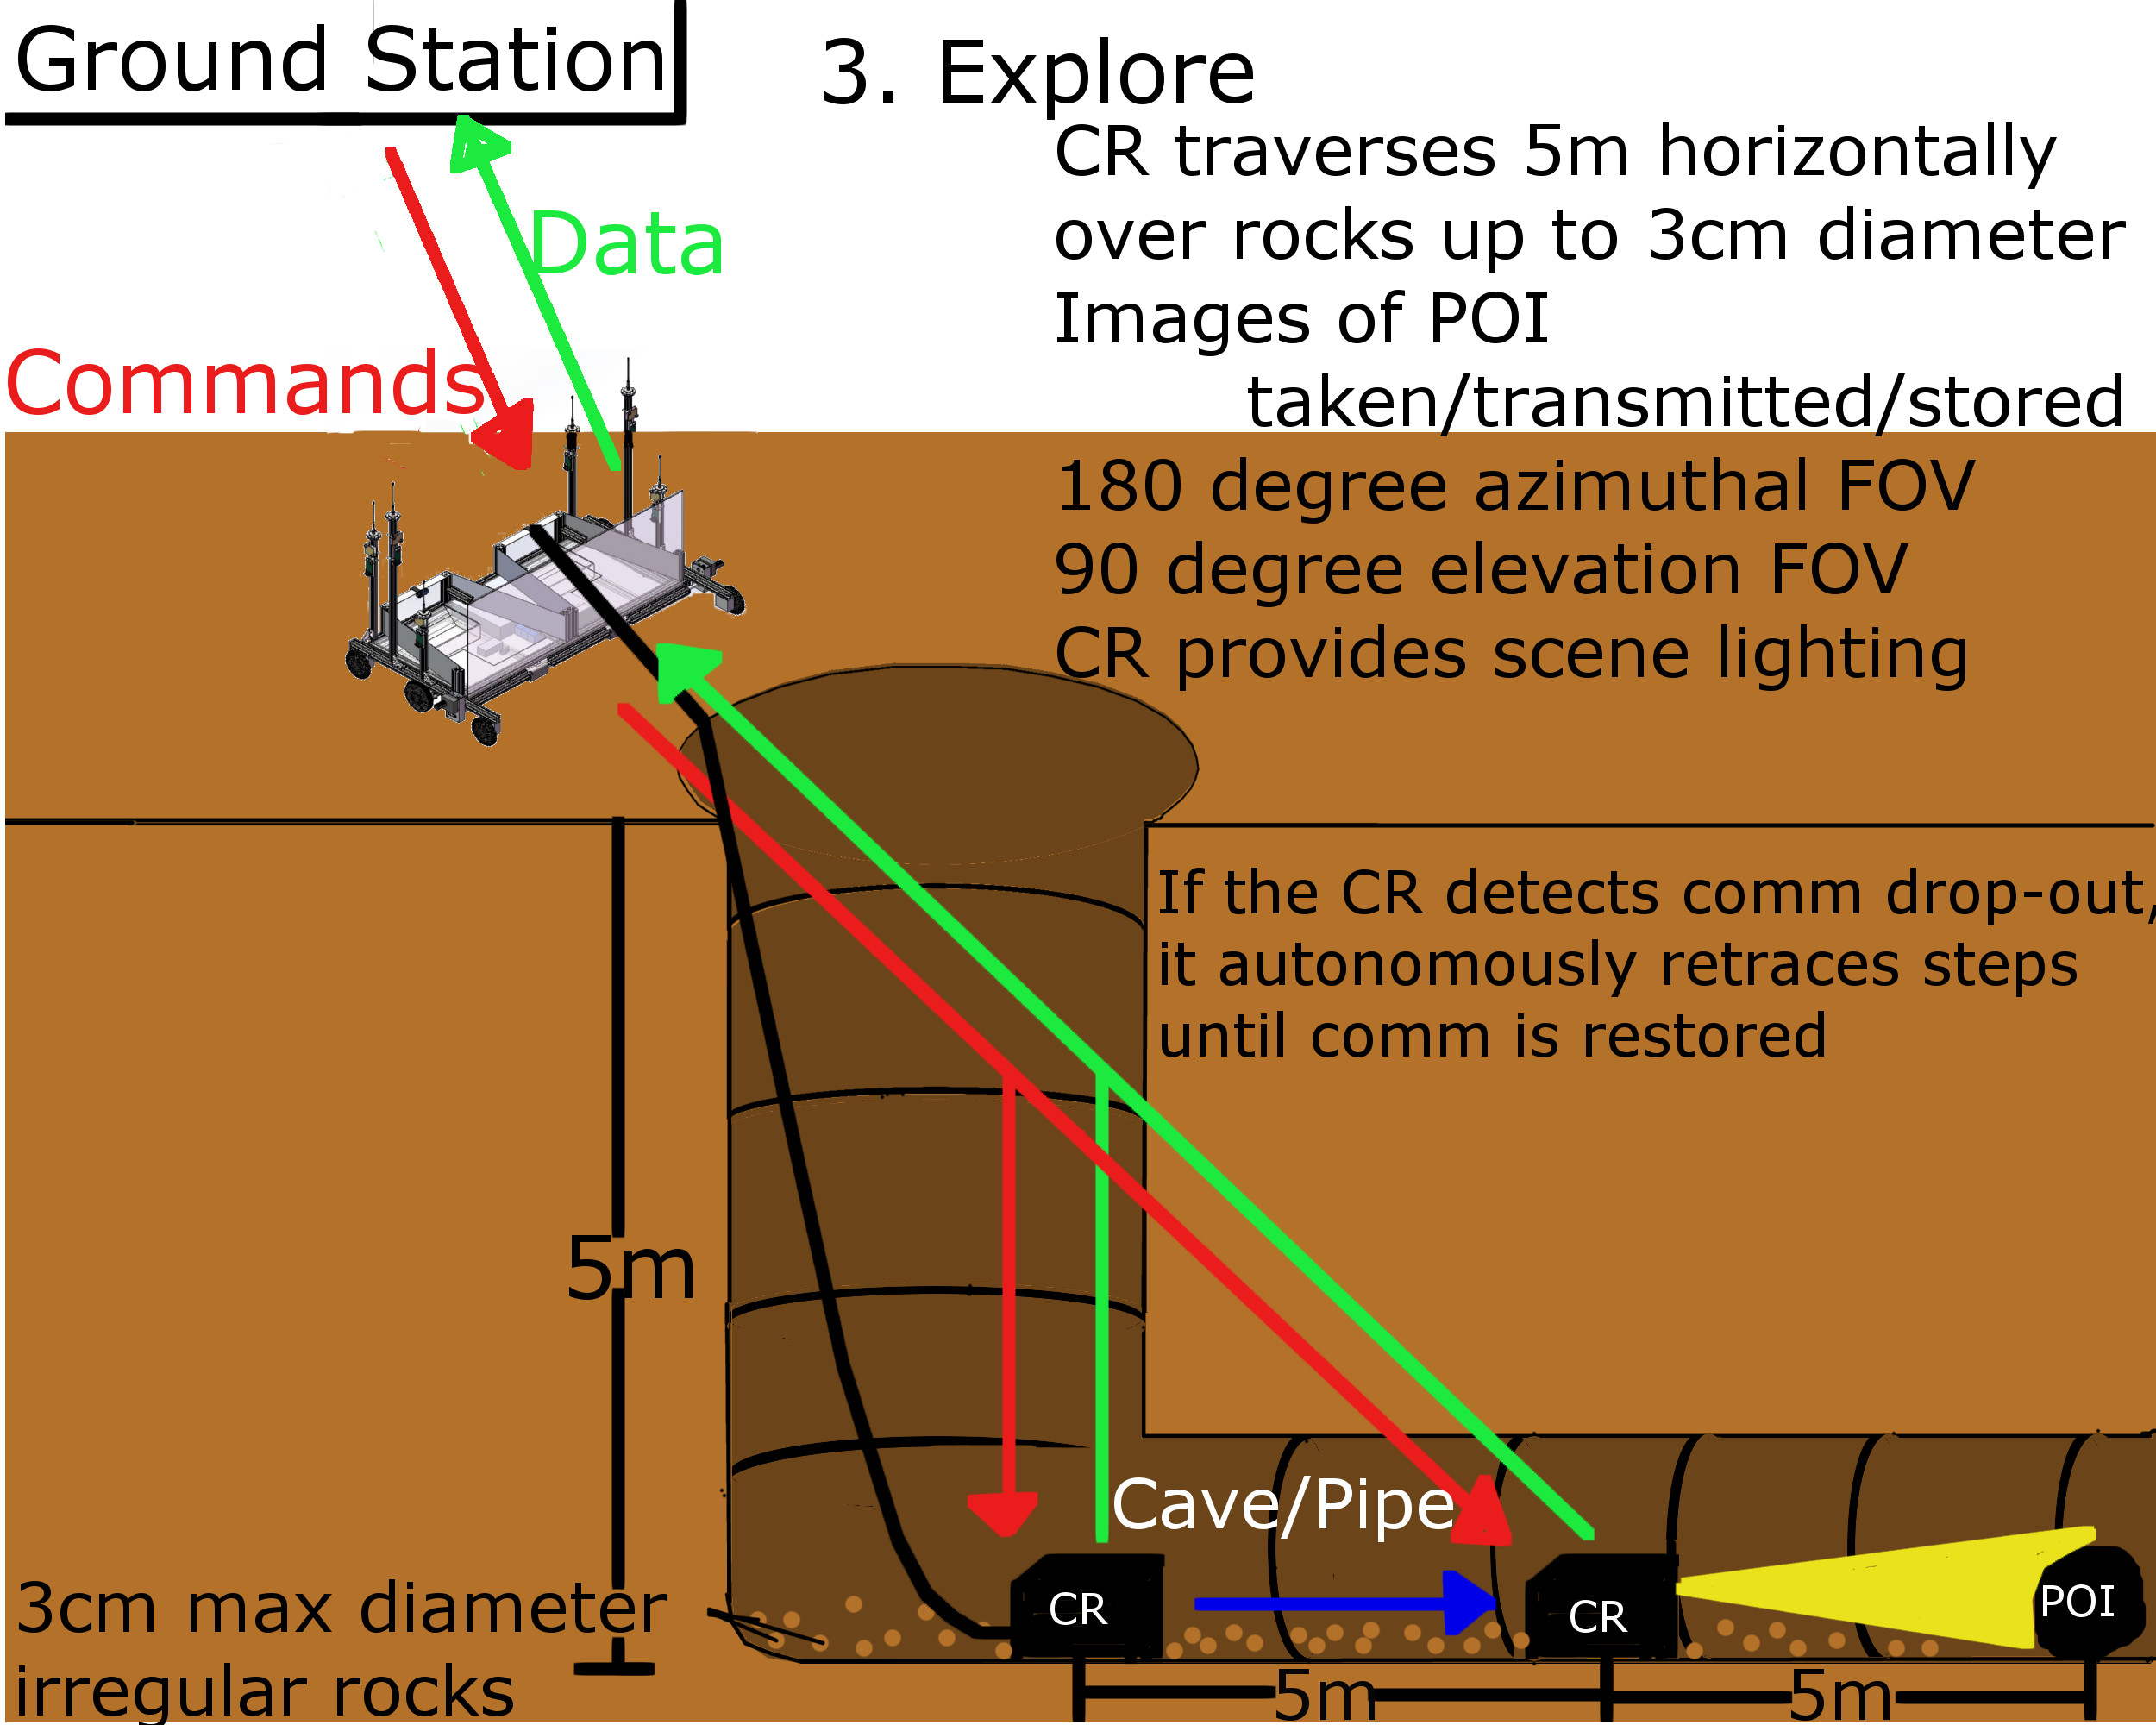 Ground Station
3. Explore
CR traverses 5m horizontally
over rocks up to 3cm diameter
Images of POI
taken/transmitted/stored
180 degree azimuthal FOV
90 degree elevation FOV
CR provides scene lighting
Data
Commands
If the CR detects comm drop-out,
it autonomously retraces steps
until comm is restored
5m
Cave/Pipe
CR
CR
POI
3cm max diameter
irregular rocks
5m
5m